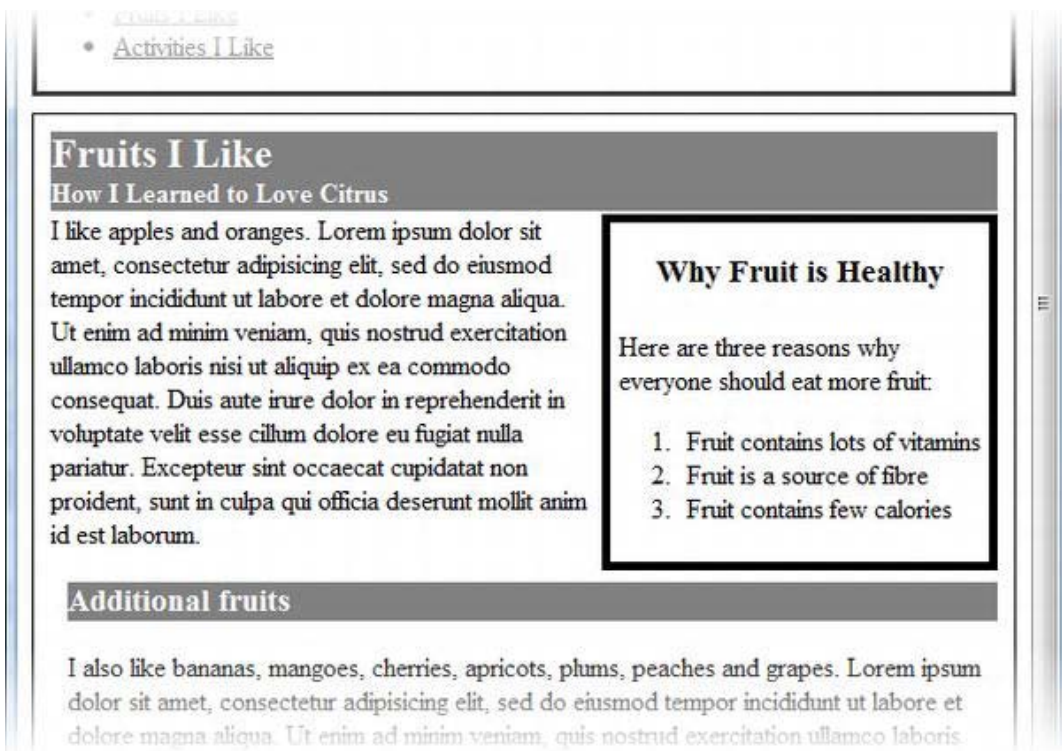 Fruits I Like
Activities I Like
Fruits I Like
How I Learned to Love Citrus
I like apples and oranges. Lorem ipsum dolor sit
amet, consectetur adipisicing elit, sed do eiusmod
tempor incididunt ut labore et dolore magna aliqua.
Ut enim ad minim veniam, quis nostrud exercitation
ullamco laboris nisi ut aliquip ex ea commodo
consequat. Duis aute irure dolor in reprehenderit in
voluptate velit esse cillum dolore eu fugiat nulla
pariatur. Excepteur sint occaecat cupidatat non
proident, sunt in culpa qui officia deserunt mollit anim
id est laborum.
Why Fruit is Healthy
Here are three reasons why
everyone should eat more fruit:
1. Fruit contains lots of vitamins
2. Fruit is a source of fibre
3. Fruit contains few calories
Additional fruits
I also like bananas, mangoes, cherries, apricots, plums, peaches and grapes. Lorem ipsum
dolor sit amet, consectetur adipisicing elit, sed do eiusmod tempor incididunt ut labore et
dolore magna aliqua. Ut enim ad minim veniam, quis nostrud exercitation ullamco laboris